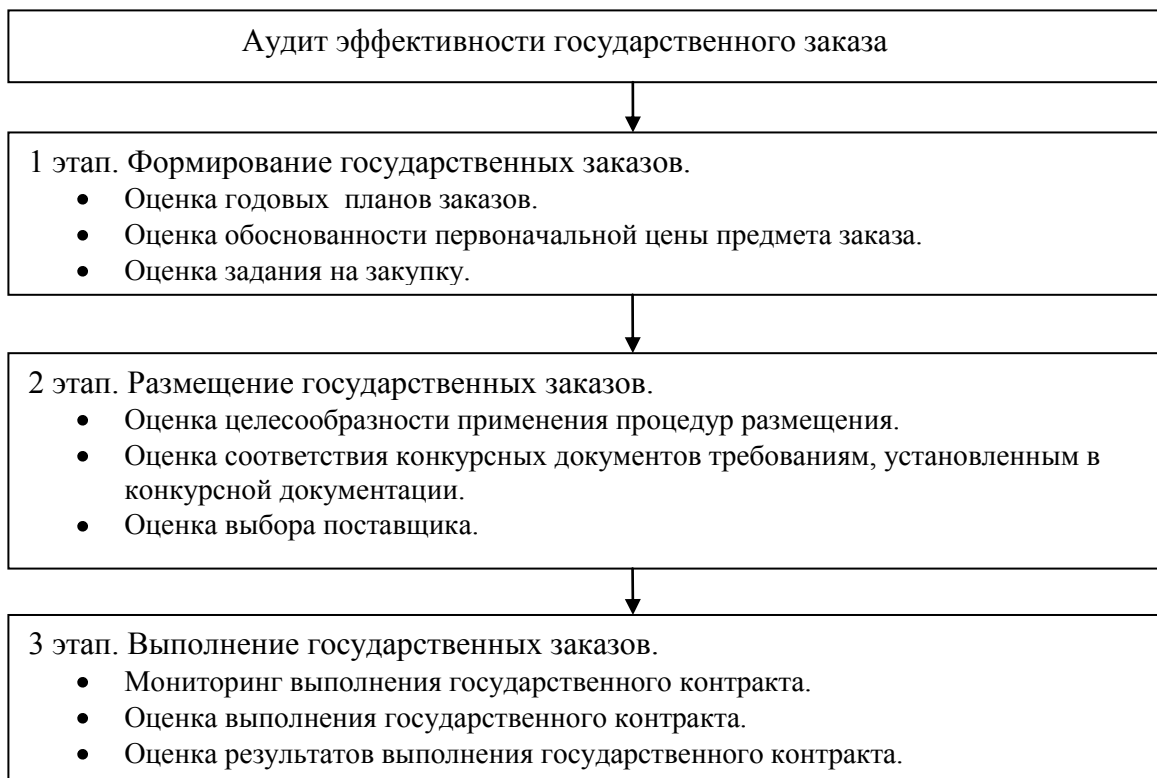 Аудит эффективности государственного заказа
1 этап. Формирование государственных заказов.
• Оценка годовых планов заказов.
• Оценка обоснованности первоначальной цены предмета заказа.
• Оценка задания на закупку.
2 этап. Размещение государственных заказов.
• Оценка целесообразности применения процедур размещения.
• Оценка соответствия конкурсных документов требованиям, установленным в
конкурсной документации.
• Оценка выбора поставщика.
3 этап. Выполнение государственных заказов.
• Мониторинг выполнения государственного контракта.
• Оценка выполнения государственного контракта.
• Оценка результатов выполнения государственного контракта.